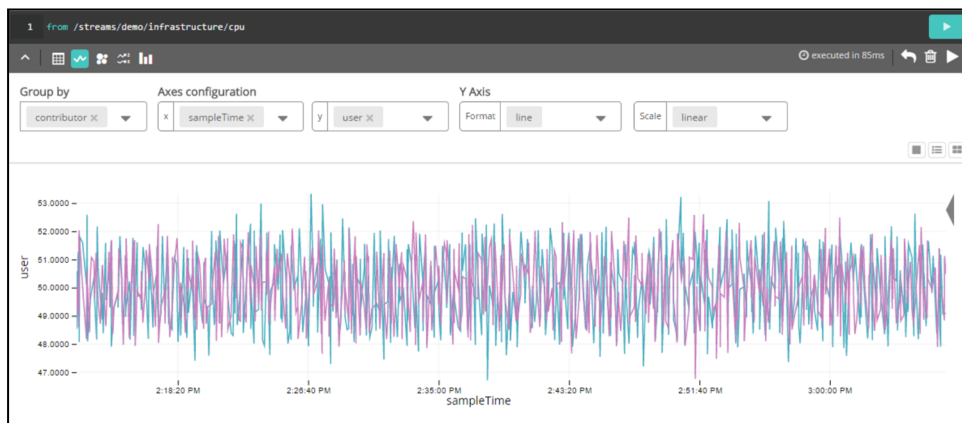 1 from /streams/demo/infrastructure/cpu
executed in 85ms
Group by Axes configuration Y Axis
contributor × x sampleTime × y user × Format line Scale linear
53.0000
52.0000
51.0000
50.0000
49.0000
48.0000
47.0000
user
2:18:20 PM 2:26:40 PM 2:35:00 PM 2:43:20 PM 2:51:40 PM 3:00:00 PM
sampleTime